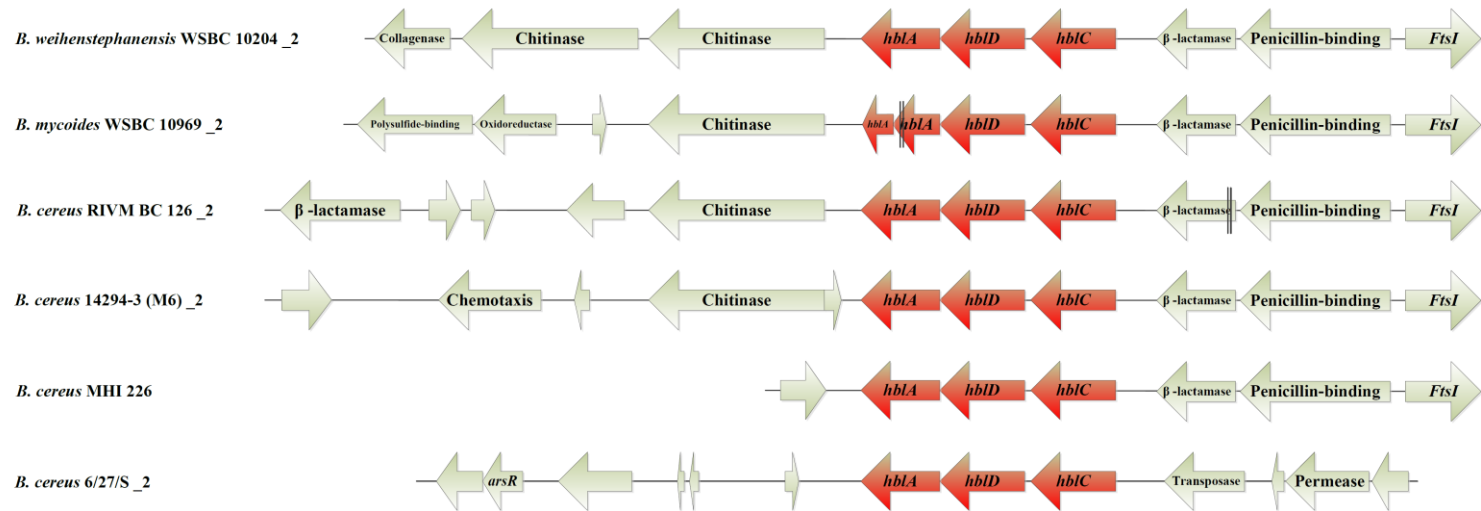 B. weihenstephanensis WSBC 10204 _2 Collagenase Chitinase Chitinase hblA hblD hblC β -lactamase Penicillin-binding FtsI
B. mycoides WSBC 10969 _2 Polysulfide-binding Oxidoreductase Chitinase hblA hblA hblD hblC β -lactamase Penicillin-binding FtsI
B. cereus RIVM BC 126 _2 β -lactamase Chitinase hblA hblD hblC β -lactamase Penicillin-binding FtsI
B. cereus 14294-3 (M6) _2 Chemotaxis Chitinase hblA hblD hblC β -lactamase Penicillin-binding FtsI
B. cereus MHI 226 hblA hblD hblC β -lactamase Penicillin-binding FtsI
B. cereus 6/27/S _2 arsR hblA hblD hblC Transposase Permease